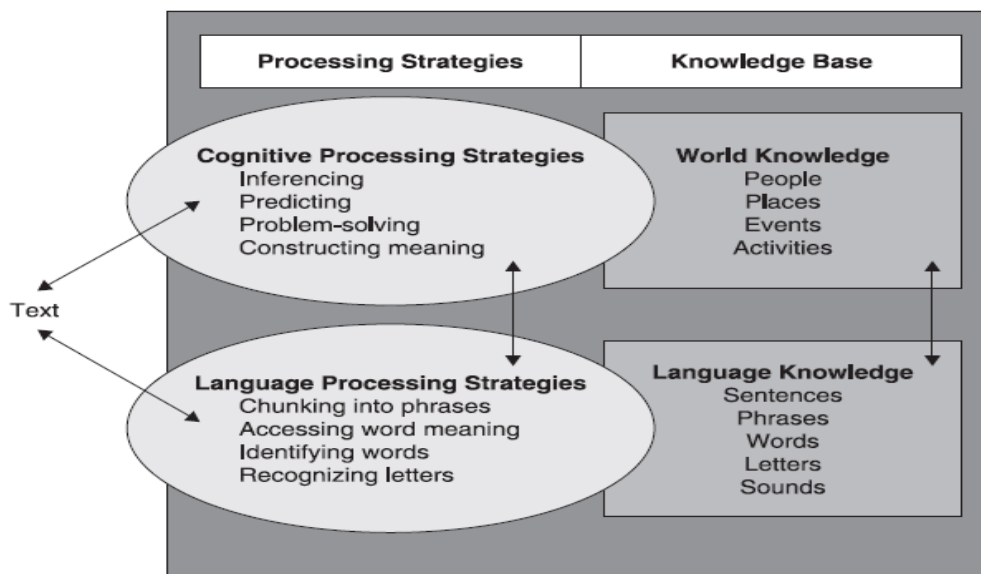 Processing Strategies
Knowledge Base
Cognitive Processing Strategies
Inferencing
Predicting
Problem-solving
Constructing meaning
World Knowledge
People
Places
Events
Activities
Text
Language Processing Strategies
Chunking into phrases
Accessing word meaning
Identifying words
Recognizing letters
Language Knowledge
Sentences
Phrases
Words
Letters
Sounds